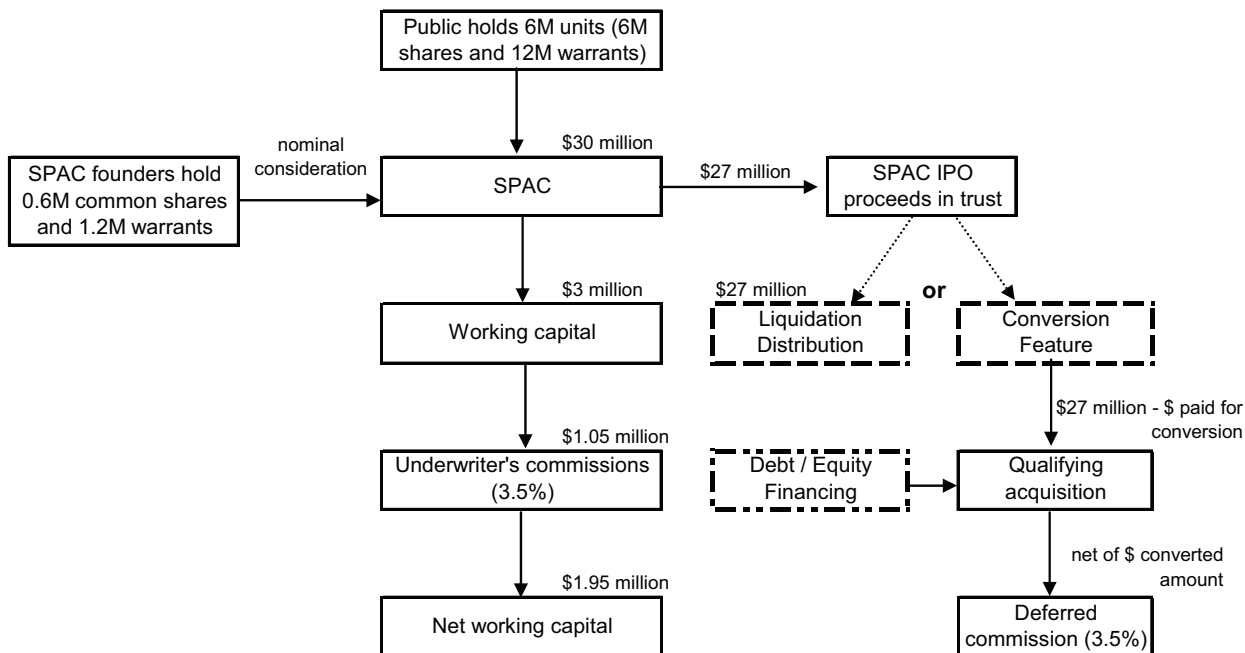 Public holds 6M units (6M
shares and 12M warrants)
$30 million
nominal
consideration
SPAC founders hold
0.6M common shares
and 1.2M warrants
SPAC
$27 million
SPAC IPO
proceeds in trust
$3 million
$27 million
or
Working capital
Liquidation
Distribution
Conversion
Feature
$27 million - $ paid for
conversion
$1.05 million
Underwriter's commissions
(3.5%)
Debt / Equity
Financing
Qualifying
acquisition
net of $ converted
amount
$1.95 million
Net working capital
Deferred
commission (3.5%)